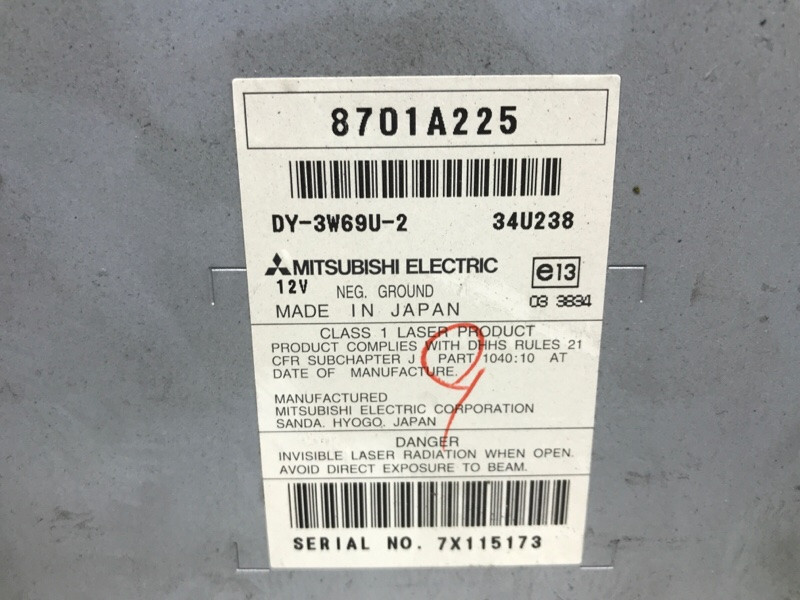 8701A225
DY-3W69U-2 34U238
MITSUBISHI ELECTRIC e13
12V NEG. GROUND 03 3834
MADE IN JAPAN
CLASS 1 LASER PRODUCT
PRODUCT COMPLIES WITH DHHS RULES 21
CFR SUBCHAPTER J PART 1040:10 AT
DATE OF MANUFACTURE.
9
MANUFACTURED
MITSUBISHI ELECTRIC CORPORATION
SANDA. HYOGO. JAPAN
DANGER
INVISIBLE LASER RADIATION WHEN OPEN.
AVOID DIRECT EXPOSURE TO BEAM.
SERIAL NO. 7X115173